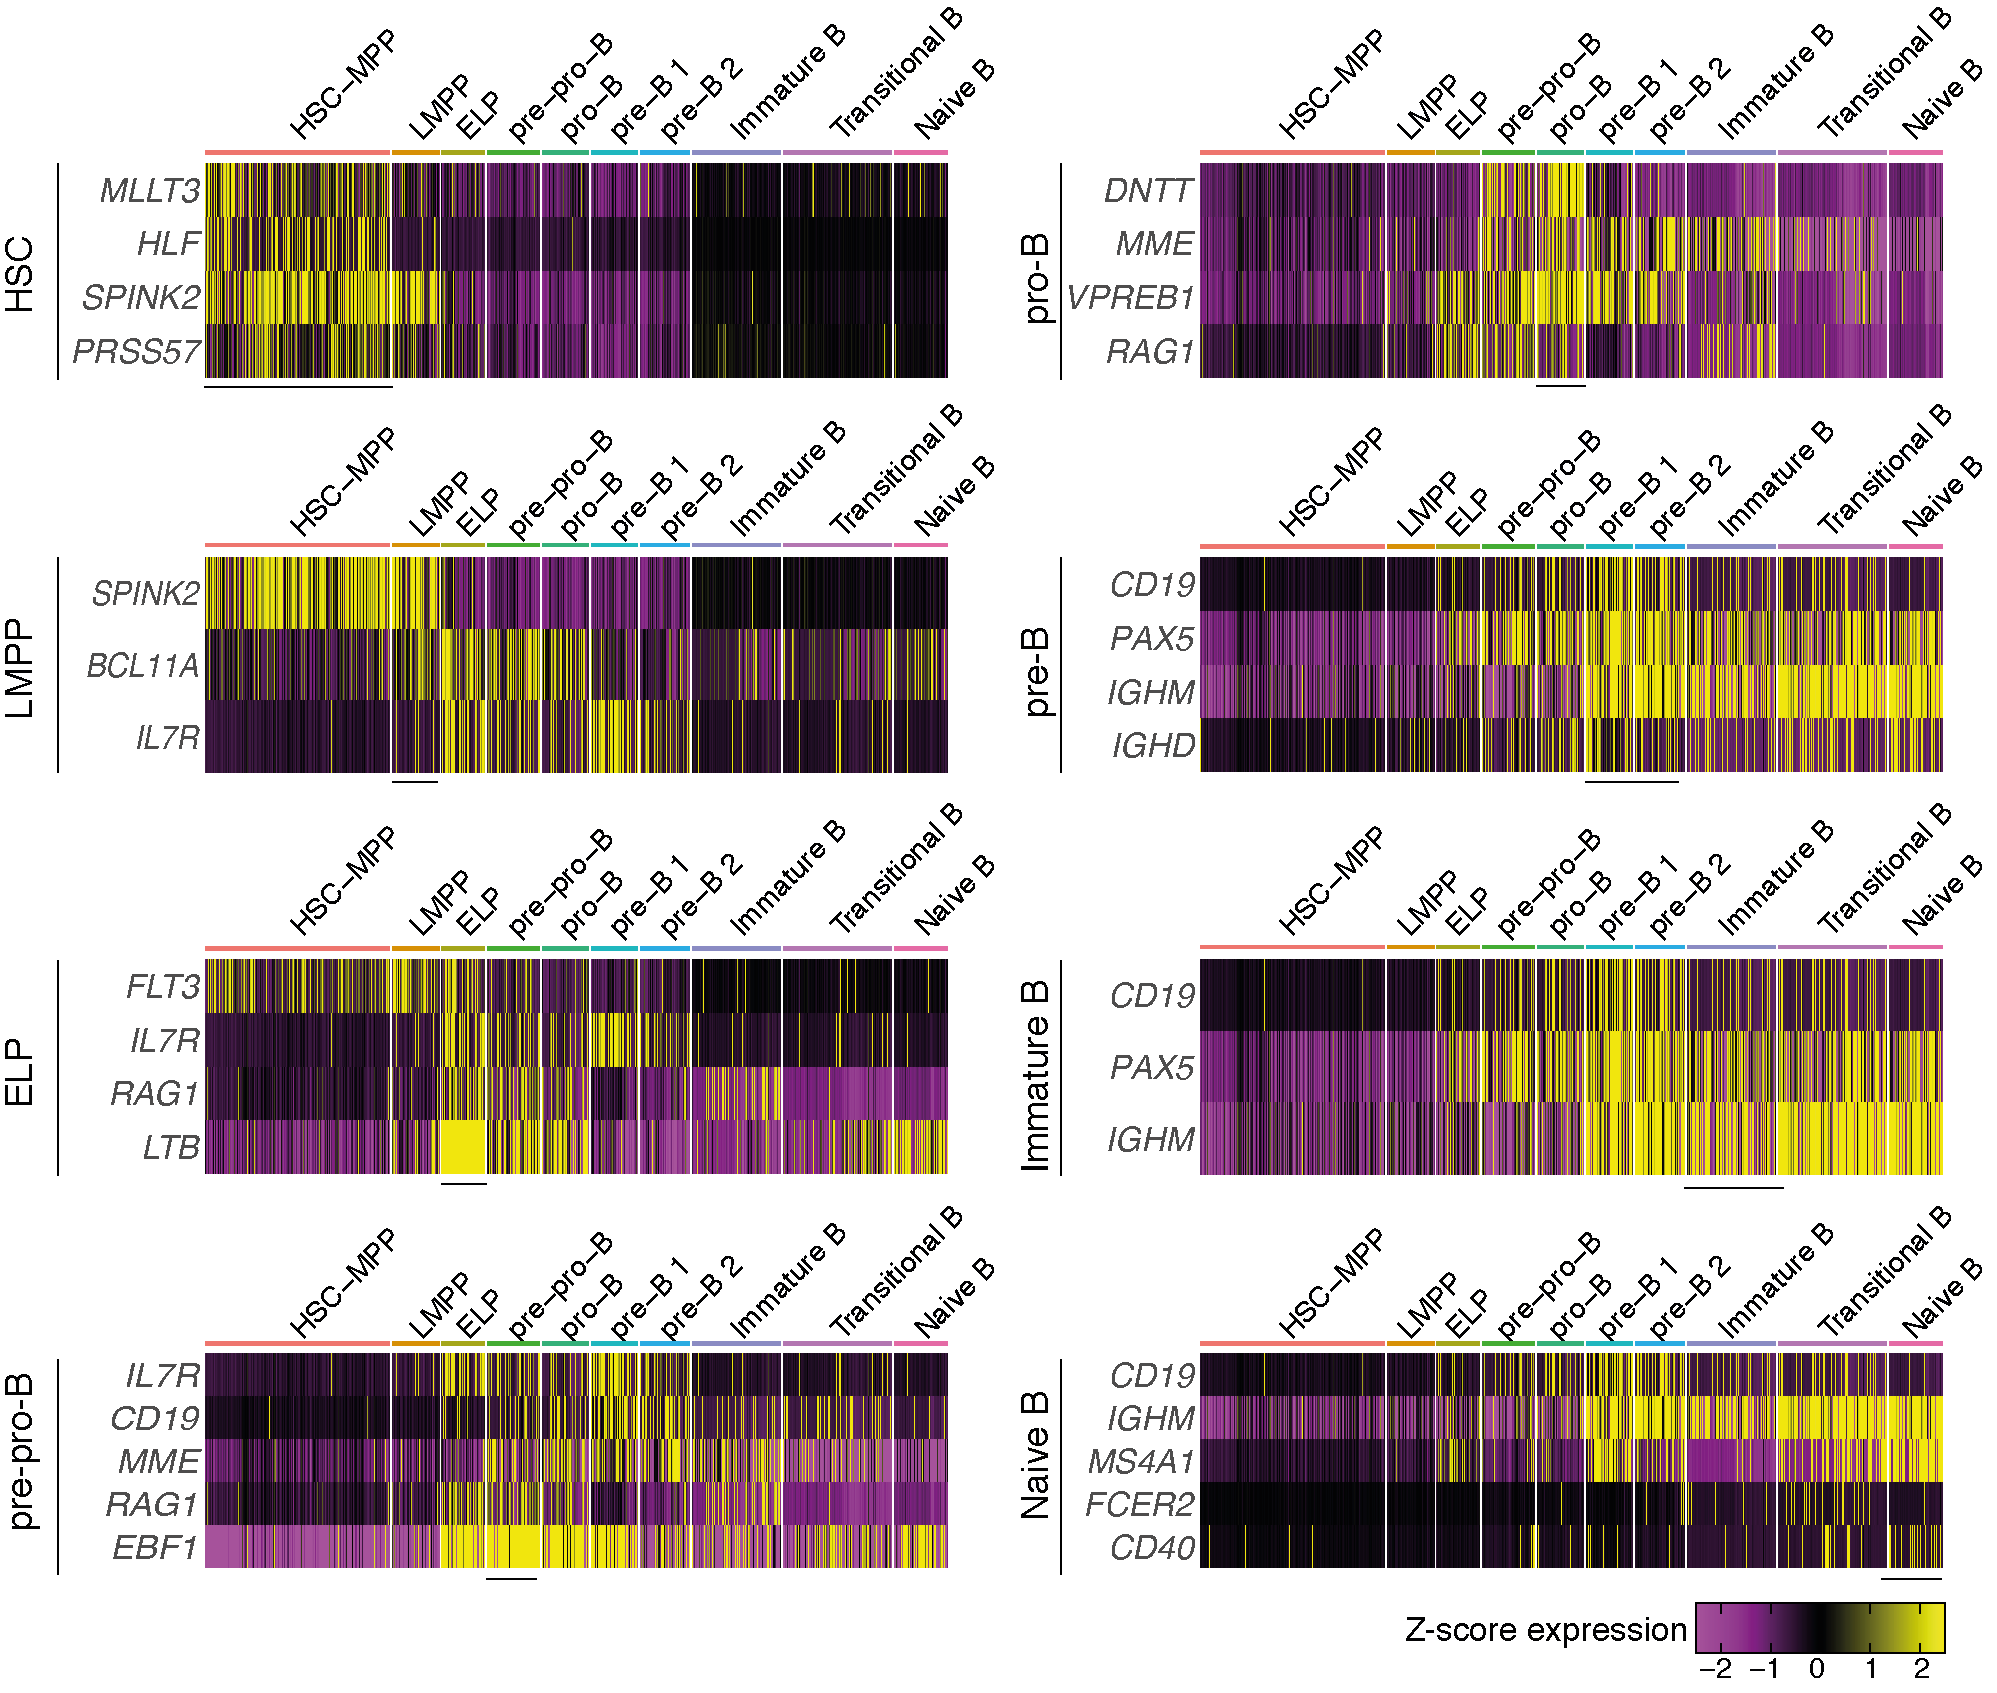 HSC–MPP LMPP ELP pre–pro–B pro–B pre–B 1 pre–B 2 Immature B Transitional B Naive B
HSC
MLLT3
HLF
SPINK2
PRSS57
HSC–MPP LMPP ELP pre–pro–B pro–B pre–B 1 pre–B 2 Immature B Transitional B Naive B
pro-B
DNTT
MME
VPREB1
RAG1
HSC–MPP LMPP ELP pre–pro–B pro–B pre–B 1 pre–B 2 Immature B Transitional B Naive B
LMPP
SPINK2
BCL11A
IL7R
HSC–MPP LMPP ELP pre–pro–B pro–B pre–B 1 pre–B 2 Immature B Transitional B Naive B
pre-B
CD19
PAX5
IGHM
IGHD
HSC–MPP LMPP ELP pre–pro–B pro–B pre–B 1 pre–B 2 Immature B Transitional B Naive B
ELP
FLT3
IL7R
RAG1
LTB
HSC–MPP LMPP ELP pre–pro–B pro–B pre–B 1 pre–B 2 Immature B Transitional B Naive B
Immature B
CD19
PAX5
IGHM
HSC–MPP LMPP ELP pre–pro–B pro–B pre–B 1 pre–B 2 Immature B Transitional B Naive B
pre-pro-B
IL7R
CD19
MME
RAG1
EBF1
HSC–MPP LMPP ELP pre–pro–B pro–B pre–B 1 pre–B 2 Immature B Transitional B Naive B
Naive B
CD19
IGHM
MS4A1
FCER2
CD40
Z-score expression
−2 −1 0 1 2